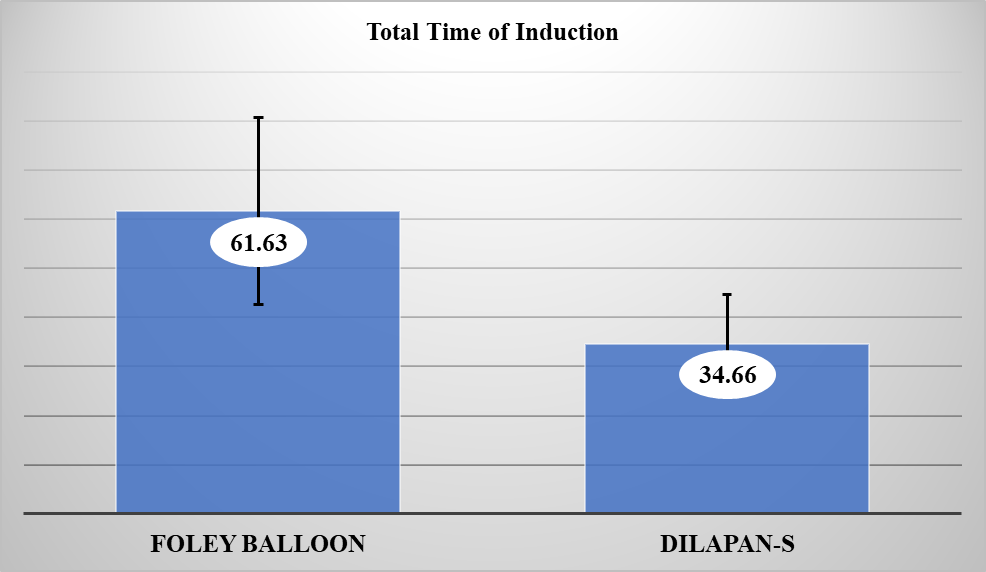 Total Time of Induction
61.63
34.66
FOLEY BALLOON
DILAPAN-S